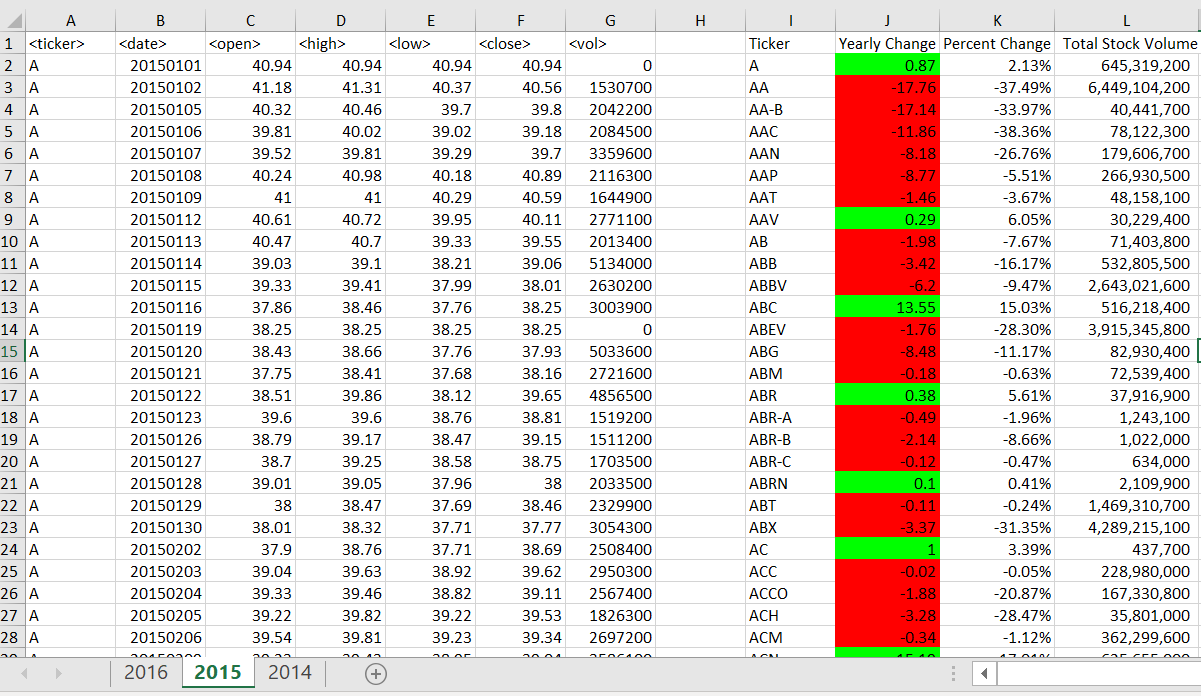 A B C D E F G H I J K L
1 <ticker> <date> <open> <high> <low> <close> <vol> Ticker Yearly Change Percent Change Total Stock Volume
2 A 20150101 40.94 40.94 40.94 40.94 0 A 0.87 2.13% 645,319,200
3 A 20150102 41.18 41.31 40.37 40.56 1530700 AA -17.76 -37.49% 6,449,104,200
4 A 20150105 40.32 40.46 39.7 39.8 2042200 AA-B -17.14 -33.97% 40,441,700
5 A 20150106 39.81 40.02 39.02 39.18 2084500 AAC -11.86 -38.36% 78,122,300
6 A 20150107 39.52 39.81 39.29 39.7 3359600 AAN -8.18 -26.76% 179,606,700
7 A 20150108 40.24 40.98 40.18 40.89 2116300 AAP -8.77 -5.51% 266,930,500
8 A 20150109 41 41 40.29 40.59 1644900 AAT -1.46 -3.67% 48,158,100
9 A 20150112 40.61 40.72 39.95 40.11 2771100 AAV 0.29 6.05% 30,229,400
10 A 20150113 40.47 40.7 39.33 39.55 2013400 AB -1.98 -7.67% 71,403,800
11 A 20150114 39.03 39.1 38.21 39.06 5134000 ABB -3.42 -16.17% 532,805,500
12 A 20150115 39.33 39.41 37.99 38.01 2630200 ABBV -6.2 -9.47% 2,643,021,600
13 A 20150116 37.86 38.46 37.76 38.25 3003900 ABC 13.55 15.03% 516,218,400
14 A 20150119 38.25 38.25 38.25 38.25 0 ABEV -1.76 -28.30% 3,915,345,800
15 A 20150120 38.43 38.66 37.76 37.93 5033600 ABG -8.48 -11.17% 82,930,400
16 A 20150121 37.75 38.41 37.68 38.16 2721600 ABM -0.18 -0.63% 72,539,400
17 A 20150122 38.51 39.86 38.12 39.65 4856500 ABR 0.38 5.61% 37,916,900
18 A 20150123 39.6 39.6 38.76 38.81 1519200 ABR-A -0.49 -1.96% 1,243,100
19 A 20150126 38.79 39.17 38.47 39.15 1511200 ABR-B -2.14 -8.66% 1,022,000
20 A 20150127 38.7 39.25 38.58 38.75 1703500 ABR-C -0.12 -0.47% 634,000
21 A 20150128 39.01 39.05 37.96 38 2033500 ABRN 0.1 0.41% 2,109,900
22 A 20150129 38 38.47 37.69 38.46 2329900 ABT -0.11 -0.24% 1,469,310,700
23 A 20150130 38.01 38.32 37.71 37.77 3054300 ABX -3.37 -31.35% 4,289,215,100
24 A 20150202 37.9 38.76 37.71 38.69 2508400 AC 1 3.39% 437,700
25 A 20150203 39.04 39.63 38.92 39.62 2950300 ACC -0.02 -0.05% 228,980,000
26 A 20150204 39.33 39.46 38.82 39.11 2567400 ACCO -1.88 -20.87% 167,330,800
27 A 20150205 39.22 39.82 39.22 39.53 1826300 ACH -3.28 -28.47% 35,801,000
28 A 20150206 39.54 39.81 39.23 39.34 2697200 ACM -0.34 -1.12% 362,299,600
2016 2015 2014